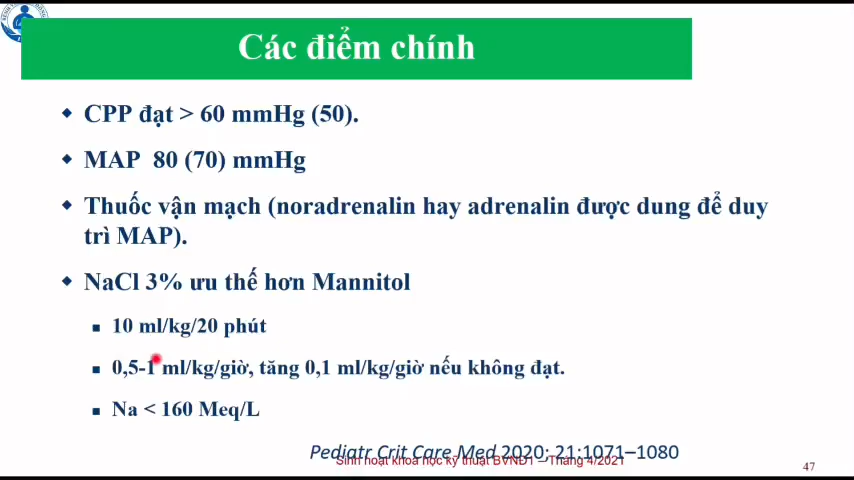 Các điểm chính
CPP đạt > 60 mmHg (50).
MAP 80 (70) mmHg
Thuốc vận mạch (noradrenalin hay adrenalin được dung để duy
trì MAP).
NaCl 3% ưu thế hơn Mannitol
10 ml/kg/20 phút
0,5-1 ml/kg/giờ, tăng 0,1 ml/kg/giờ nếu không đạt.
Na < 160 Meq/L
Pediatr Crit Care Med 2020; 21:1071–1080
Sinh hoạt khoa học kỹ thuật BVNĐ1 – Tháng 4/2021
47